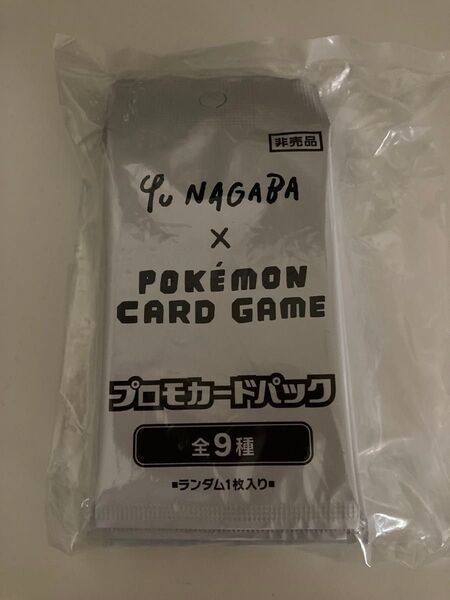 非売品
Yu NAGABA
×
POKÉMON
CARD GAME
プロモカードパック
全9種
▪ランダム1枚入り▪